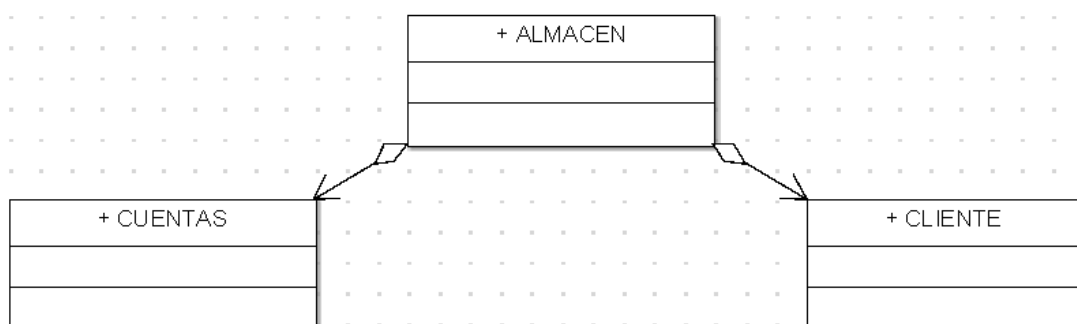 + ALMACEN
+ CUENTAS
+ CLIENTE